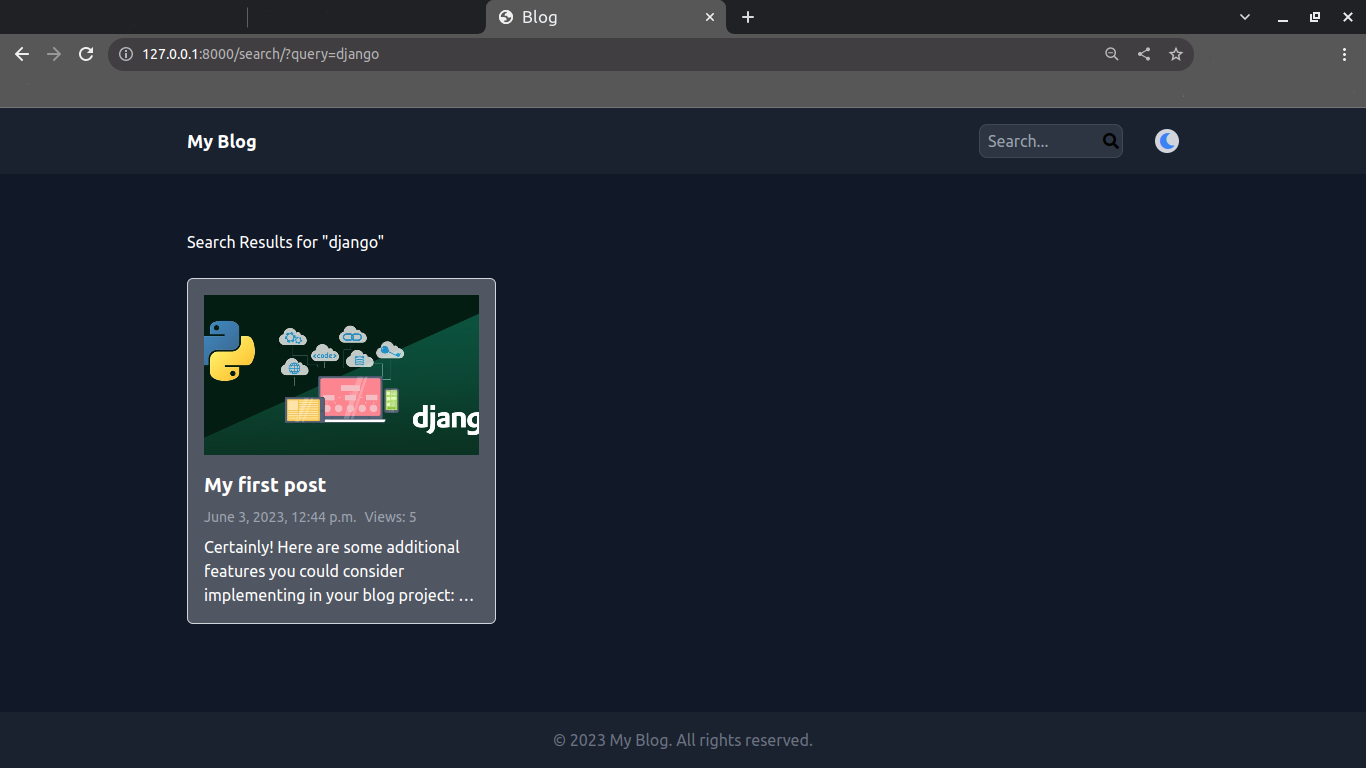 Blog
127.0.0.1:8000/search/?query=django
My Blog
Search...
Search Results for "django"
<code>
djang
My first post
June 3, 2023, 12:44 p.m. Views: 5
Certainly! Here are some additional
features you could consider
implementing in your blog project: …
© 2023 My Blog. All rights reserved.